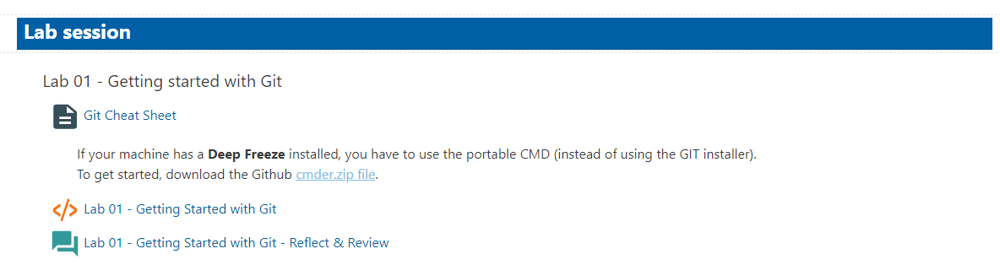 Lab session
Lab 01 - Getting started with Git
Git Cheat Sheet
If your machine has a Deep Freeze installed, you have to use the portable CMD (instead of using the GIT installer).
To get started, download the Github cmder.zip file.
Lab 01 - Getting Started with Git
Lab 01 - Getting Started with Git - Reflect & Review